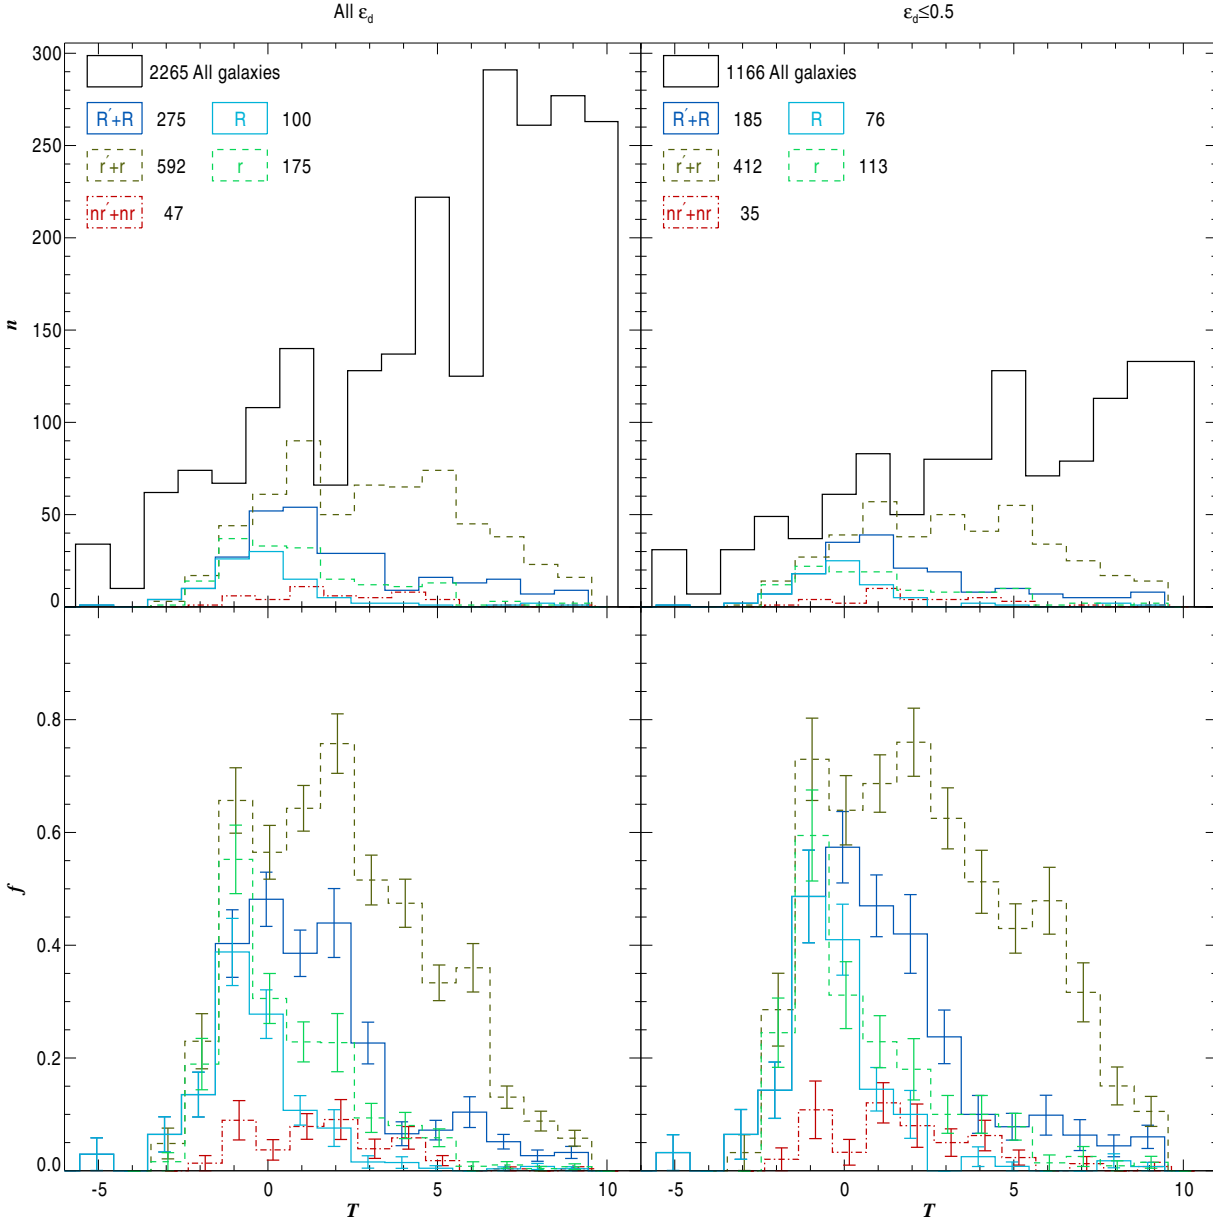 All ε_d
ε_d≤0.5
2265 All galaxies
R´+R 275 R 100
r´+r 592 r 175
nr´+nr 47
1166 All galaxies
R´+R 185 R 76
r´+r 412 r 113
nr´+nr 35
300
250
200
150
100
50
0
n
0.8
0.6
0.4
0.2
0.0
f
-5 0 5 10
T
-5 0 5 10
T